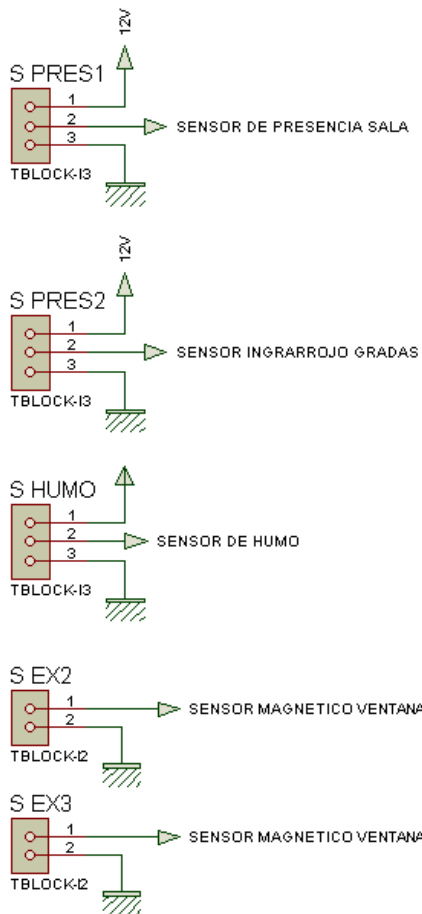 12V
S PRES1
1
2
3
SENSOR DE PRESENCIA SALA
TBLOCK-I3
12V
S PRES2
1
2
3
SENSOR INGRARROJO GRADAS
TBLOCK-I3
S HUMO
1
2
3
SENSOR DE HUMO
TBLOCK-I3
S EX2
1
2
SENSOR MAGNETICO VENTANA
TBLOCK-I2
S EX3
1
2
SENSOR MAGNETICO VENTANA
TBLOCK-I2